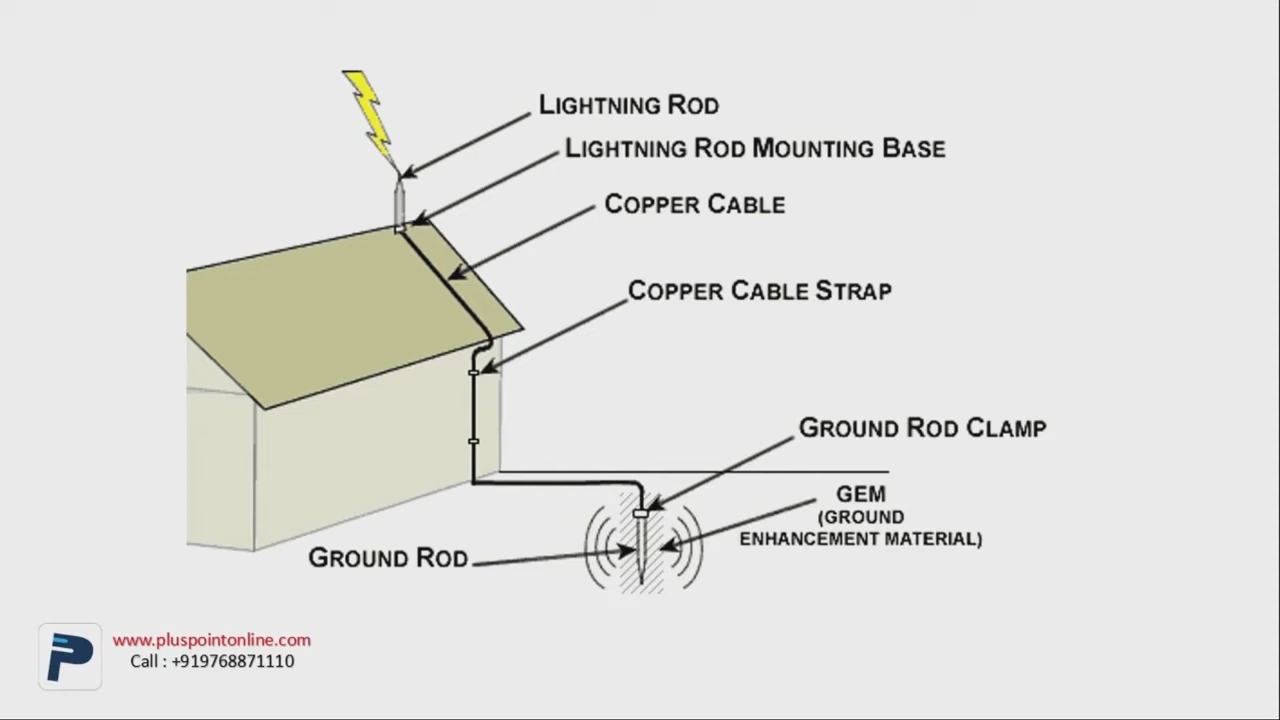 LIGHTNING ROD
LIGHTNING ROD MOUNTING BASE
COPPER CABLE
COPPER CABLE STRAP
GROUND ROD CLAMP
GEM
(GROUND
ENHANCEMENT MATERIAL)
GROUND ROD
www.pluspointonline.com
Call : +919768871110